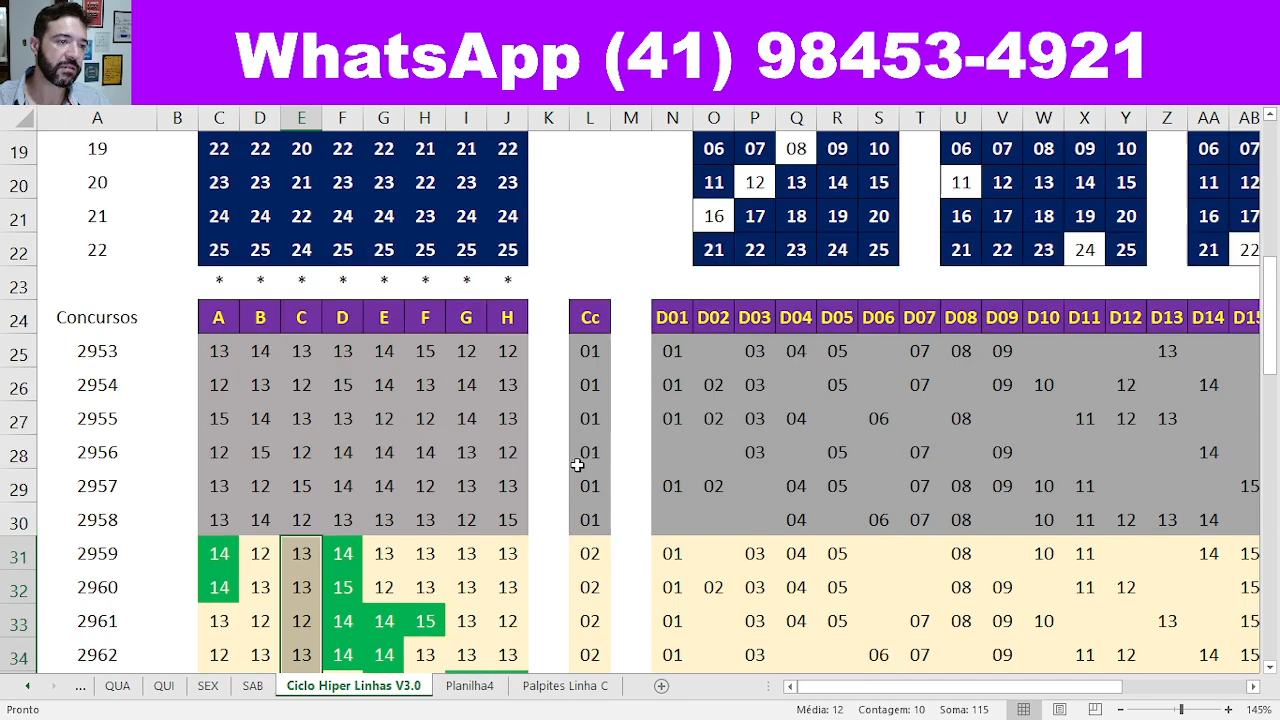 WhatsApp (41) 98453-4921
A B C D E F G H I J K L M N O P Q R S T U V W X Y Z AA AB
19 19 22 22 20 22 22 21 21 22 06 07 08 09 10 06 07 08 09 10 06 07
20 20 23 23 21 23 23 22 23 23 11 12 13 14 15 11 12 13 14 15 11 12
21 21 24 24 22 24 24 23 24 24 16 17 18 19 20 16 17 18 19 20 16 17
22 22 25 25 24 25 25 25 25 25 21 22 23 24 25 21 22 23 24 25 21 22
23 * * * * * * * *
24 Concursos A B C D E F G H Cc D01 D02 D03 D04 D05 D06 D07 D08 D09 D10 D11 D12 D13 D14 D15
25 2953 13 14 13 13 14 15 12 12 01 01 03 04 05 07 08 09 13
26 2954 12 13 12 15 14 13 14 13 01 01 02 03 05 07 09 10 12 14
27 2955 15 14 13 13 12 12 14 13 01 01 02 03 04 06 08 11 12 13
28 2956 12 15 12 14 14 14 13 12 01 03 05 07 09 14
29 2957 13 12 15 14 14 12 13 13 01 01 02 04 05 07 08 09 10 11 15
30 2958 13 14 12 13 13 13 12 15 01 04 06 07 08 10 11 12 13 14
31 2959 14 12 13 14 13 13 13 13 02 01 03 04 05 08 10 11 14 15
32 2960 14 13 13 15 12 13 13 13 02 01 02 03 04 05 08 09 11 12 15
33 2961 13 12 12 14 14 15 13 12 02 01 03 04 05 07 08 09 10 13 15
34 2962 12 13 13 14 14 13 13 13 02 01 03 06 07 09 11 12 14 15
... QUA QUI SEX SAB Ciclo Hiper Linhas V3.0 Planilha4 Palpites Linha C
Pronto Média: 12 Contagem: 10 Soma: 115 145%